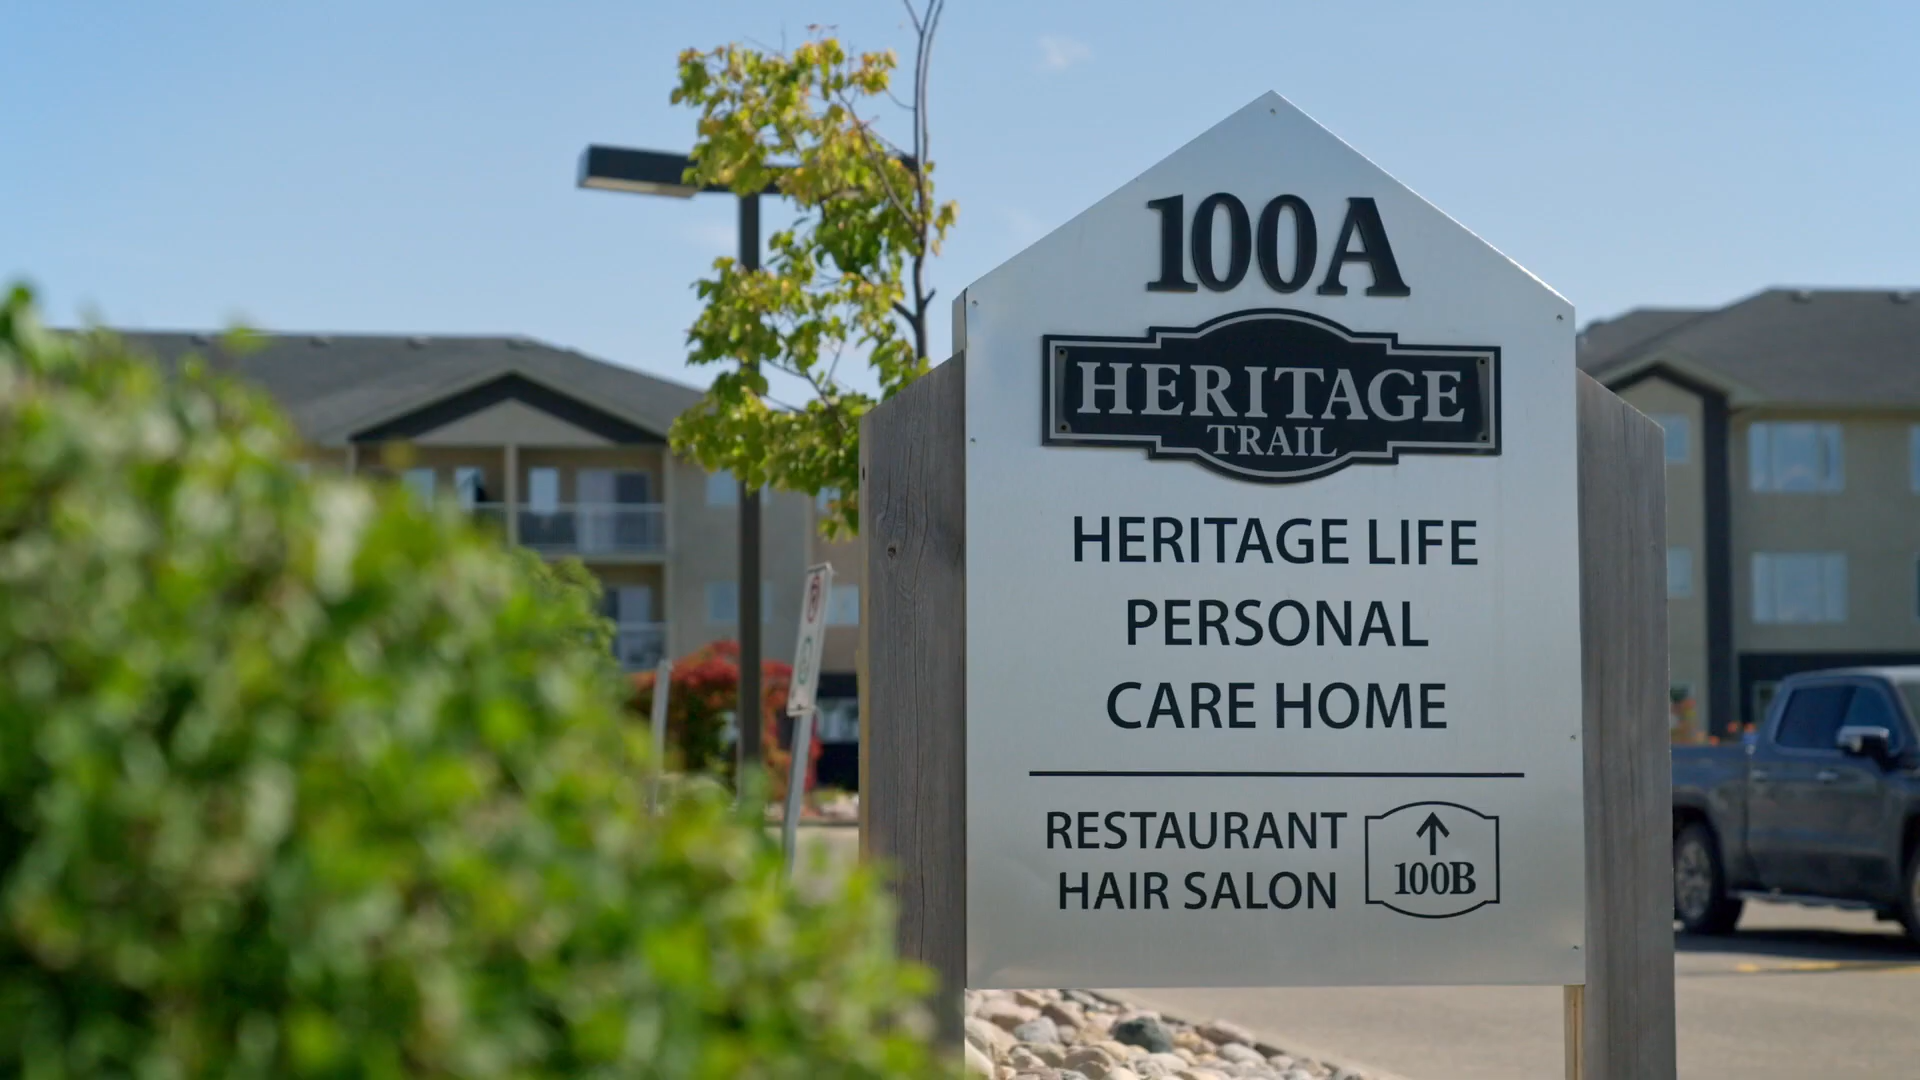 100A
HERITAGE
TRAIL
HERITAGE LIFE
PERSONAL
CARE HOME
RESTAURANT
HAIR SALON
100B